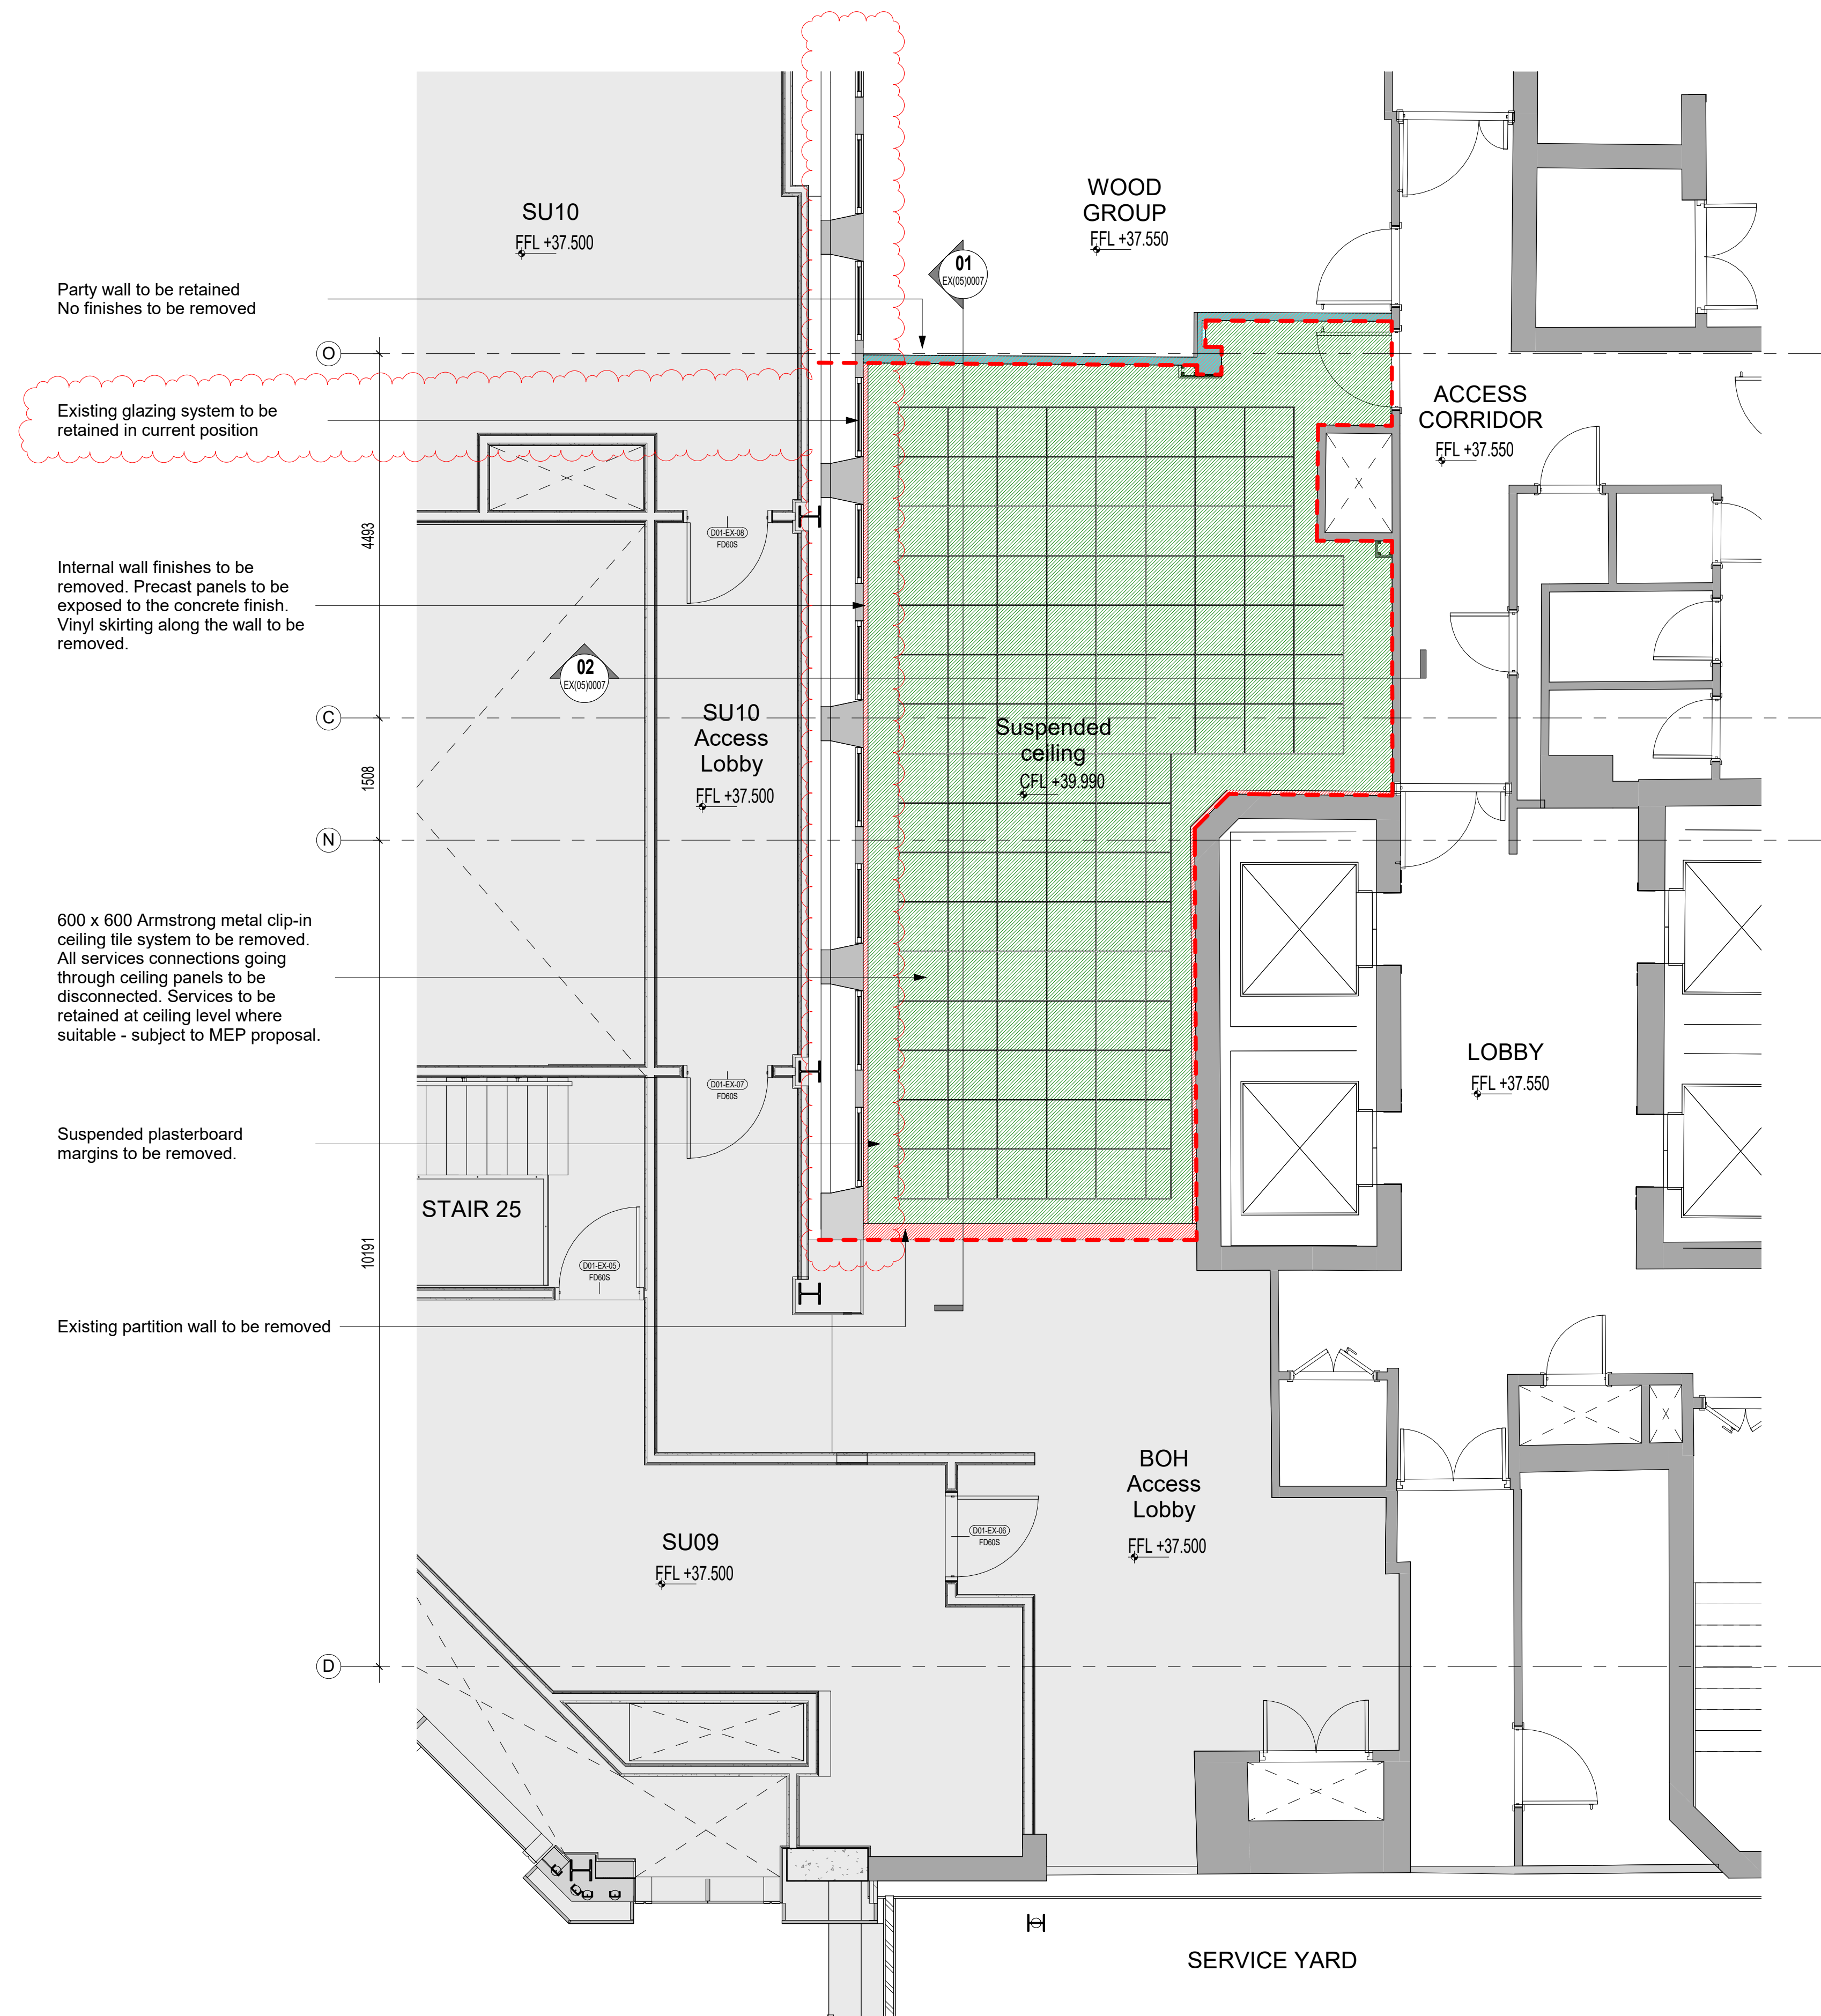 WOOD
GROUP
FFL +37.550
SU10
FFL +37.500
01
EX(05)0007
Party wall to be retained
No finishes to be removed
O
Existing glazing system to be
retained in current position
ACCESS
CORRIDOR
FFL +37.550
4493
D01-EX-08
FD60S
Internal wall finishes to be
removed. Precast panels to be
exposed to the concrete finish.
Vinyl skirting along the wall to be
removed.
02
EX(05)0007
C
SU10
Access
Lobby
FFL +37.500
Suspended
ceiling
CFL +39.990
1508
N
600 x 600 Armstrong metal clip-in
ceiling tile system to be removed.
All services connections going
through ceiling panels to be
disconnected. Services to be
retained at ceiling level where
suitable - subject to MEP proposal.
LOBBY
FFL +37.550
D01-EX-07
FD60S
Suspended plasterboard
margins to be removed.
STAIR 25
10191
D01-EX-05
FD60S
Existing partition wall to be removed
BOH
Access
Lobby
FFL +37.500
D01-EX-06
FD60S
SU09
FFL +37.500
D
SERVICE YARD